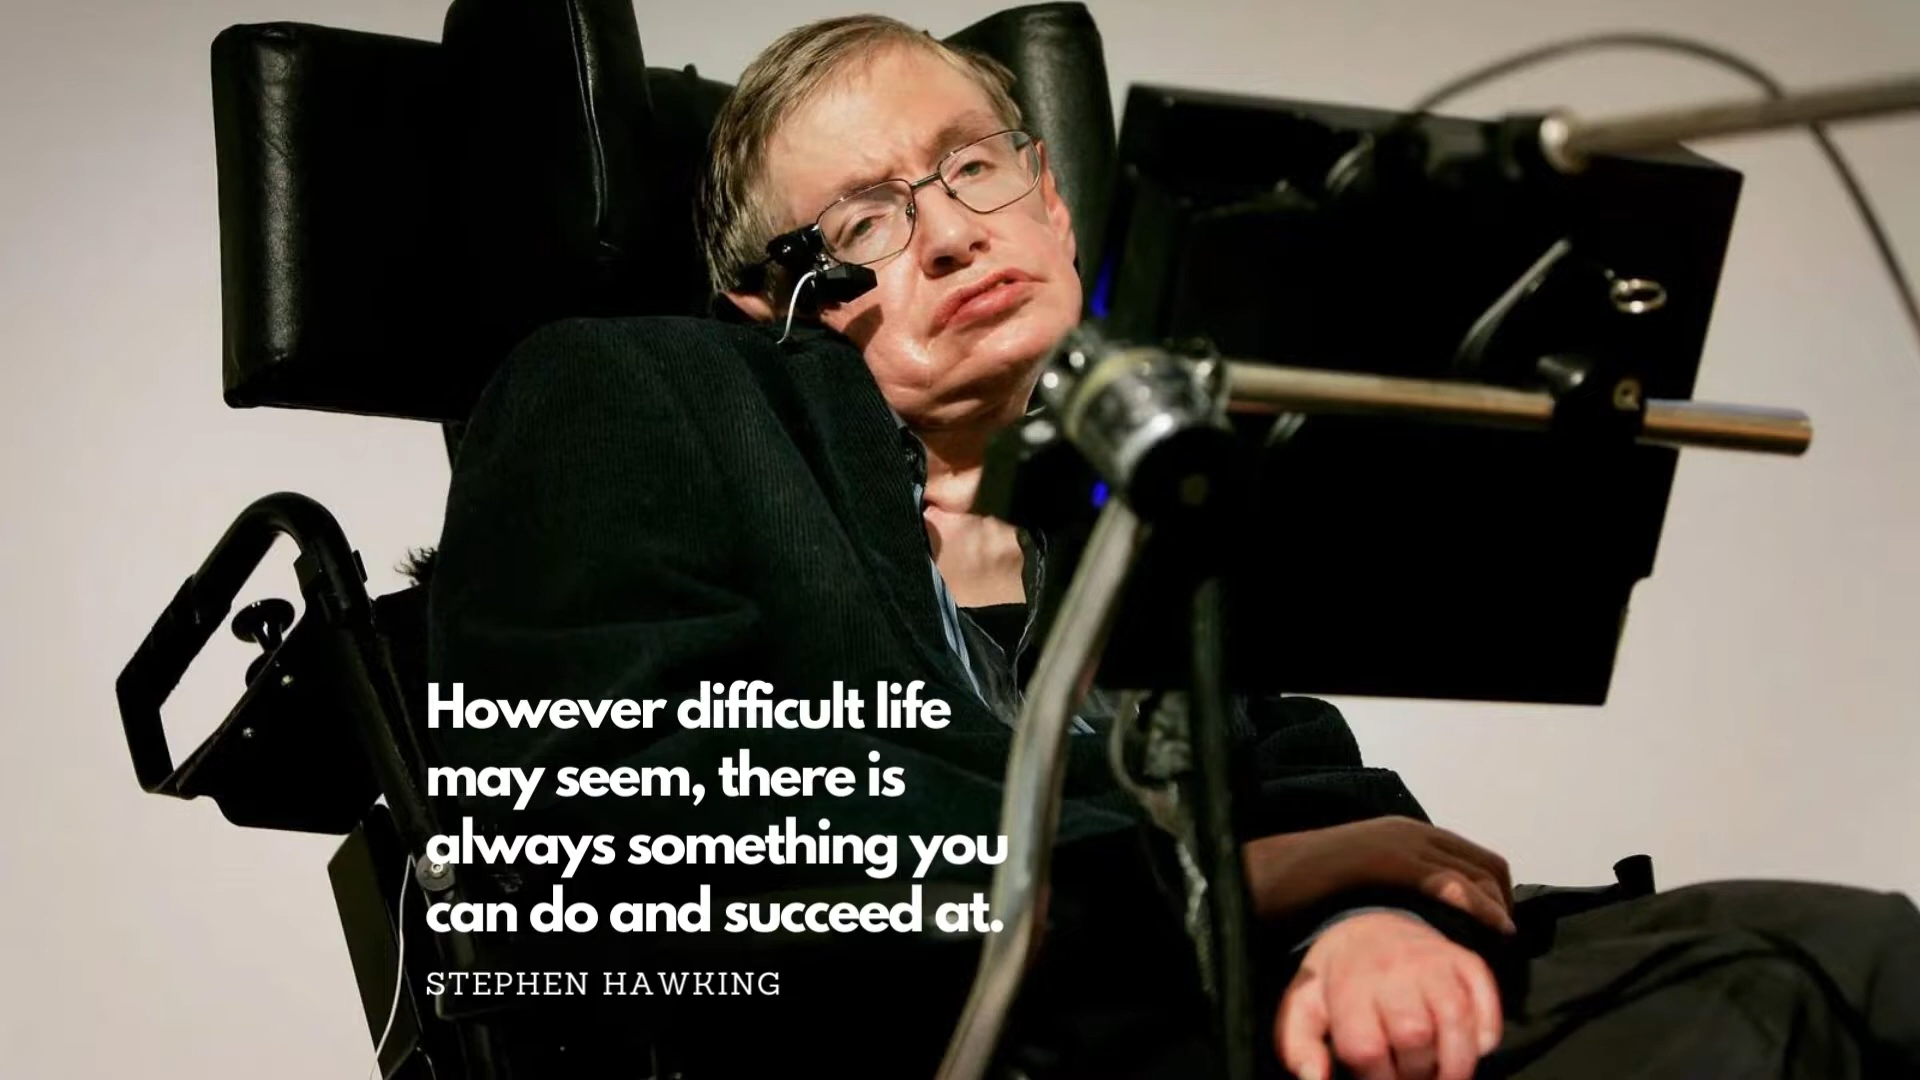 However difficult life
may seem, there is
always something you
can do and succeed at.
STEPHEN HAWKING